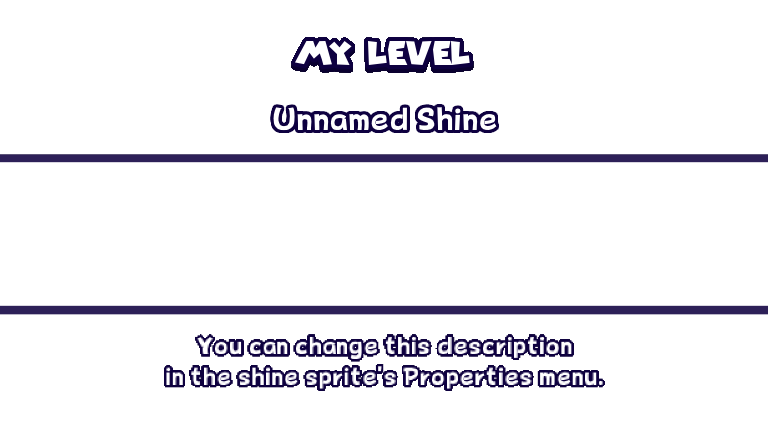 MY LEVEL
Unnamed Shine
You can change this description
in the shine sprite's Properties menu.